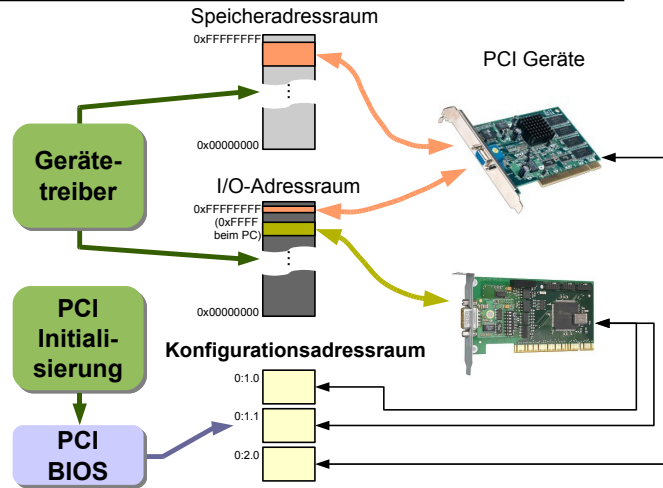 Speicheradressraum
0xFFFFFFFF
PCI Geräte
0x00000000
Geräte-
treiber
I/O-Adressraum
0xFFFFFFFF
(0xFFFF
beim PC)
0x00000000
PCI
Initiali-
sierung
Konfigurationsadressraum
0:1.0
0:1.1
0:2.0
PCI
BIOS